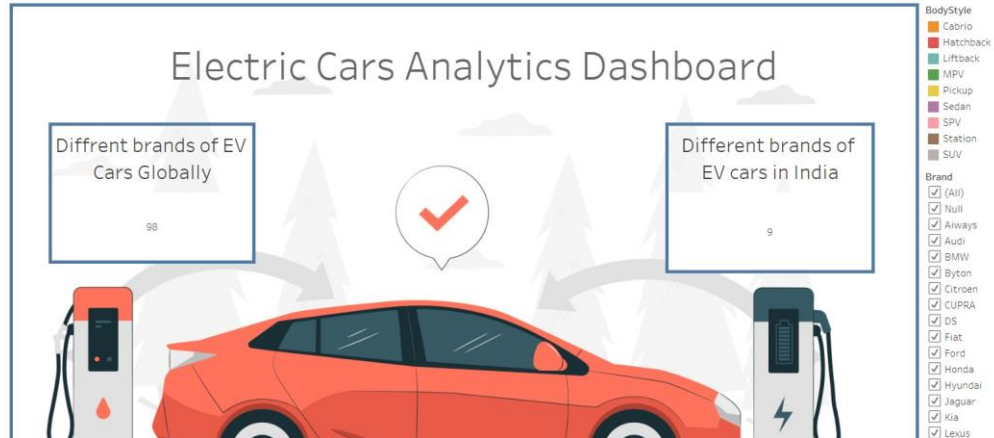 Electric Cars Analytics Dashboard
Diffrent brands of EV
Cars Globally
98
Different brands of
EV cars in India
9
BodyStyle
Cabrio
Hatchback
Liftback
MPV
Pickup
Sedan
SPV
Station
SUV
Brand
(All)
Null
Aiways
Audi
BMW
Byton
Citroen
CUPRA
DS
Fiat
Ford
Honda
Hyundai
Jaguar
Kia
Lexus